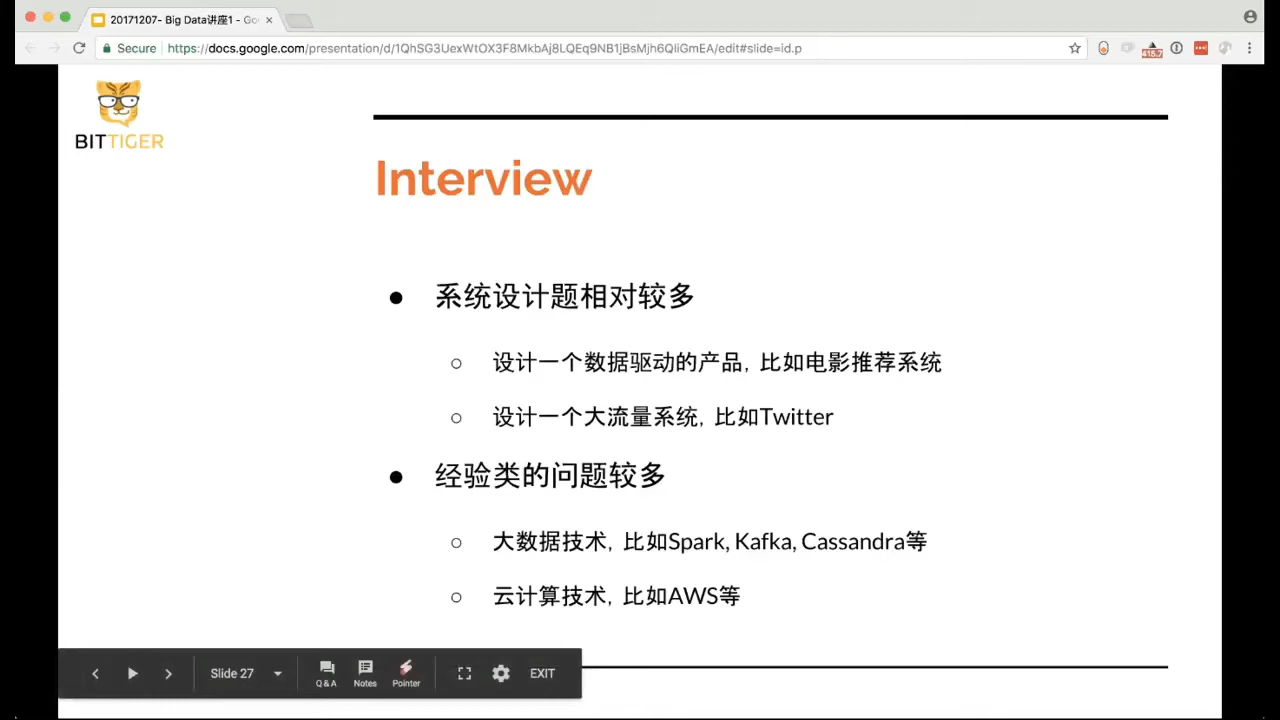 20171207- Big Data讲座1 - Go
Secure
https://docs.google.com/presentation/d/1QhSG3UexWtOX3F8MkbAj8LQEq9NB1jBsMjh6QIiGmEA/edit#slide=id.p
415.7
BITTIGER
Interview
● 系统设计题相对较多
○ 设计一个数据驱动的产品, 比如电影推荐系统
○ 设计一个大流量系统, 比如Twitter
● 经验类的问题较多
○ 大数据技术, 比如Spark, Kafka, Cassandra等
○ 云计算技术, 比如AWS等
Slide 27
Q & A
Notes
Pointer
EXIT